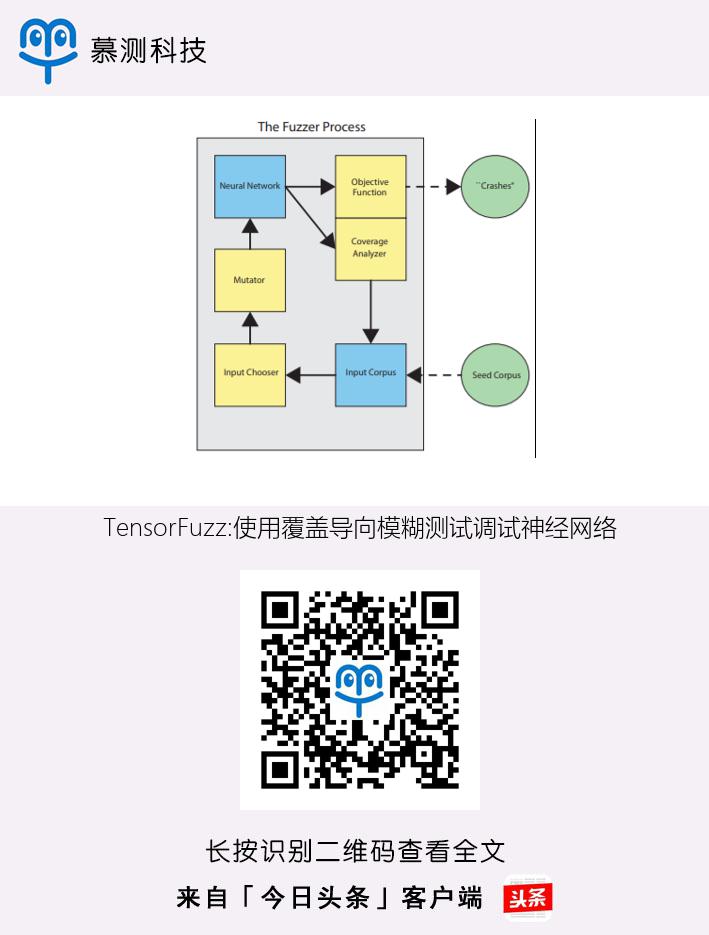 慕测科技
The Fuzzer Process
Neural Network
Objective
Function
``Crashes"
Coverage
Analyzer
Mutator
Input Chooser
Input Corpus
Seed Corpus
TensorFuzz:使用覆盖导向模糊测试调试神经网络
长按识别二维码查看全文
来自「今日头条」客户端
头条